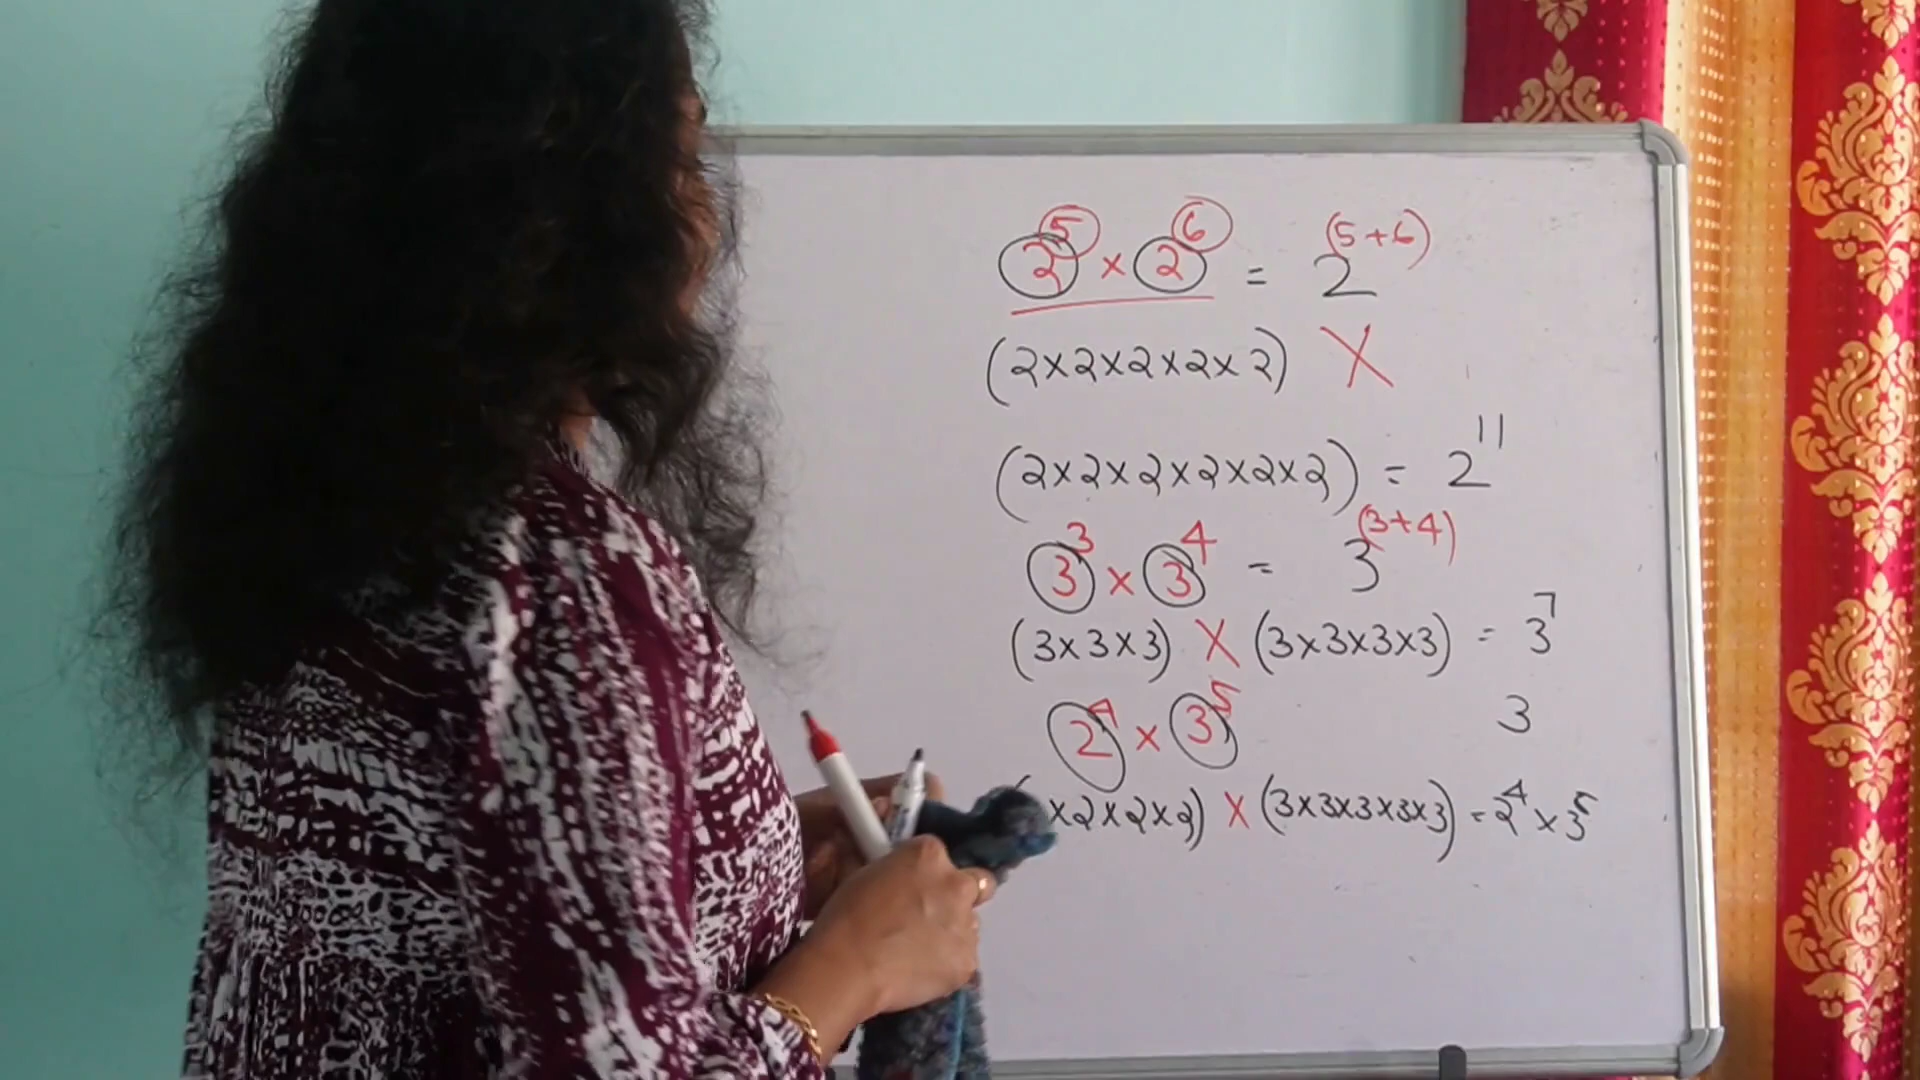 2⁵ × 2⁶ = 2⁽⁵⁺⁶⁾
(2×2×2×2×2) ×
(2×2×2×2×2×2) = 2¹¹
3³ × 3⁴ = 3⁽³⁺⁴⁾
(3×3×3) × (3×3×3×3) = 3⁷
2⁴ × 3⁵ 3
(×2×2×2) × (3×3×3×3×3) = 2⁴ × 3⁵